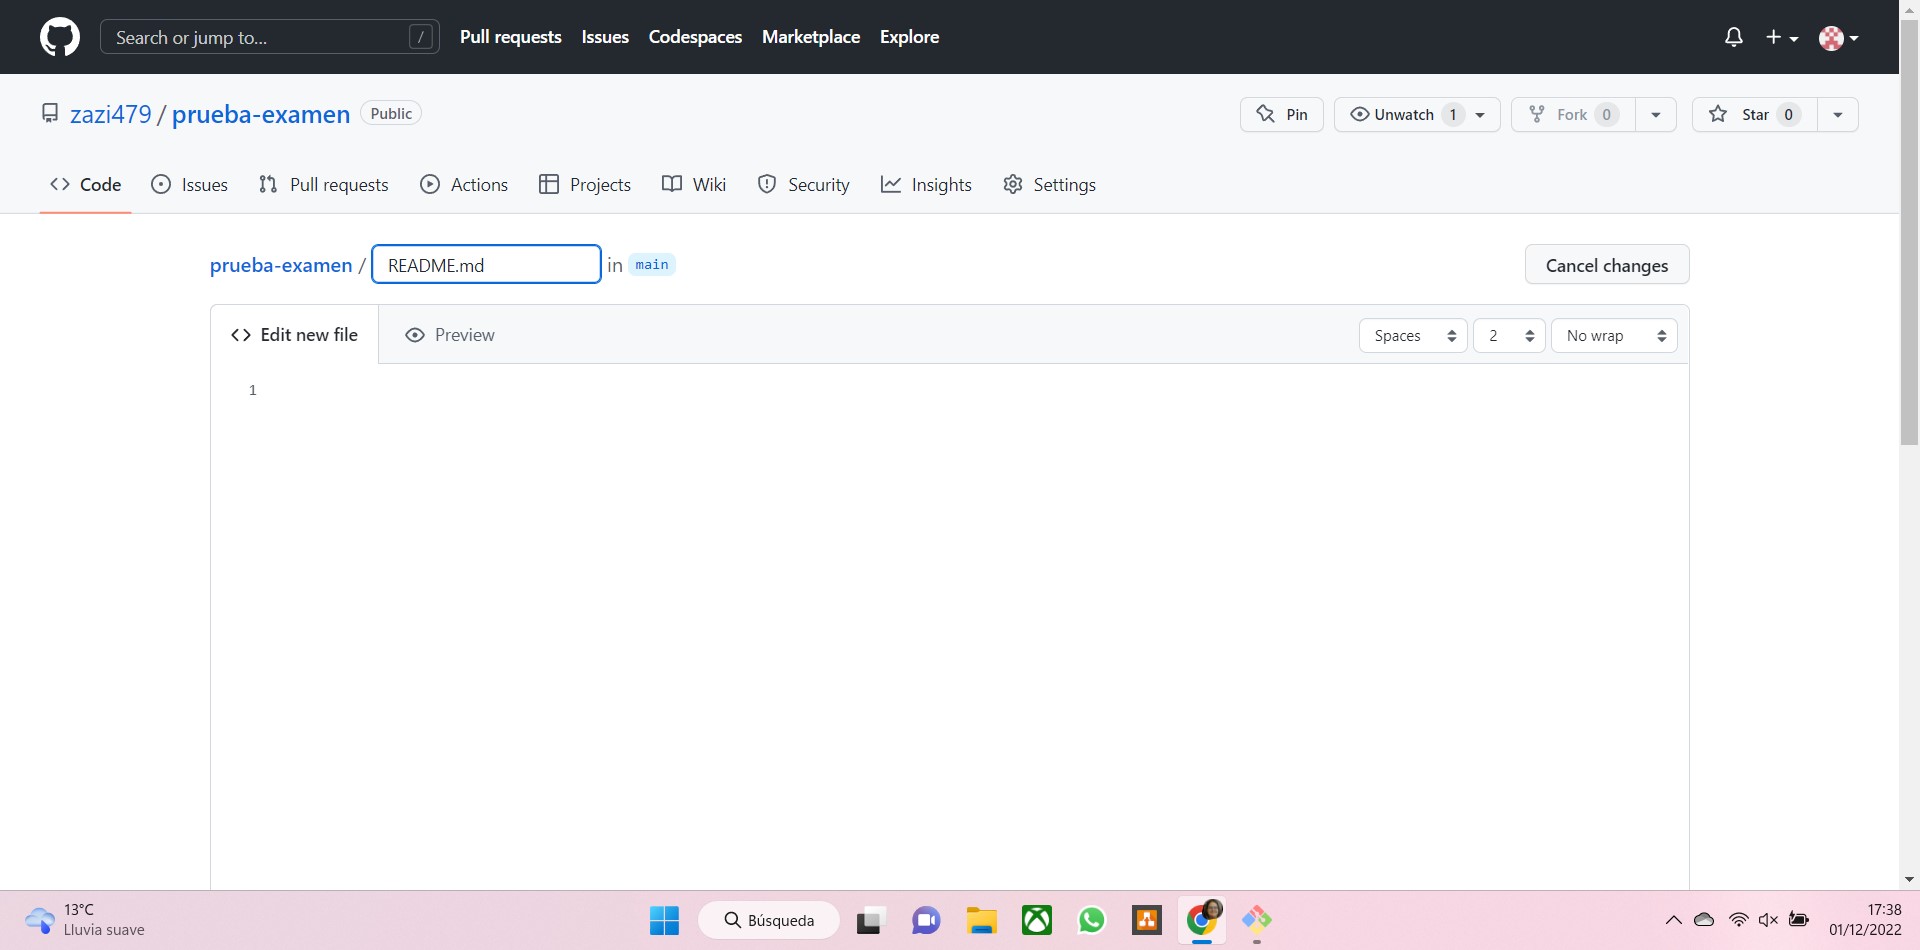 Search or jump to... / Pull requests Issues Codespaces Marketplace Explore
zazi479 / prueba-examen Public Pin Unwatch 1 Fork 0 Star 0
Code Issues Pull requests Actions Projects Wiki Security Insights Settings
prueba-examen / README.md in main Cancel changes
Edit new file Preview Spaces 2 No wrap
1
13°C
Lluvia suave
Búsqueda
17:38
01/12/2022